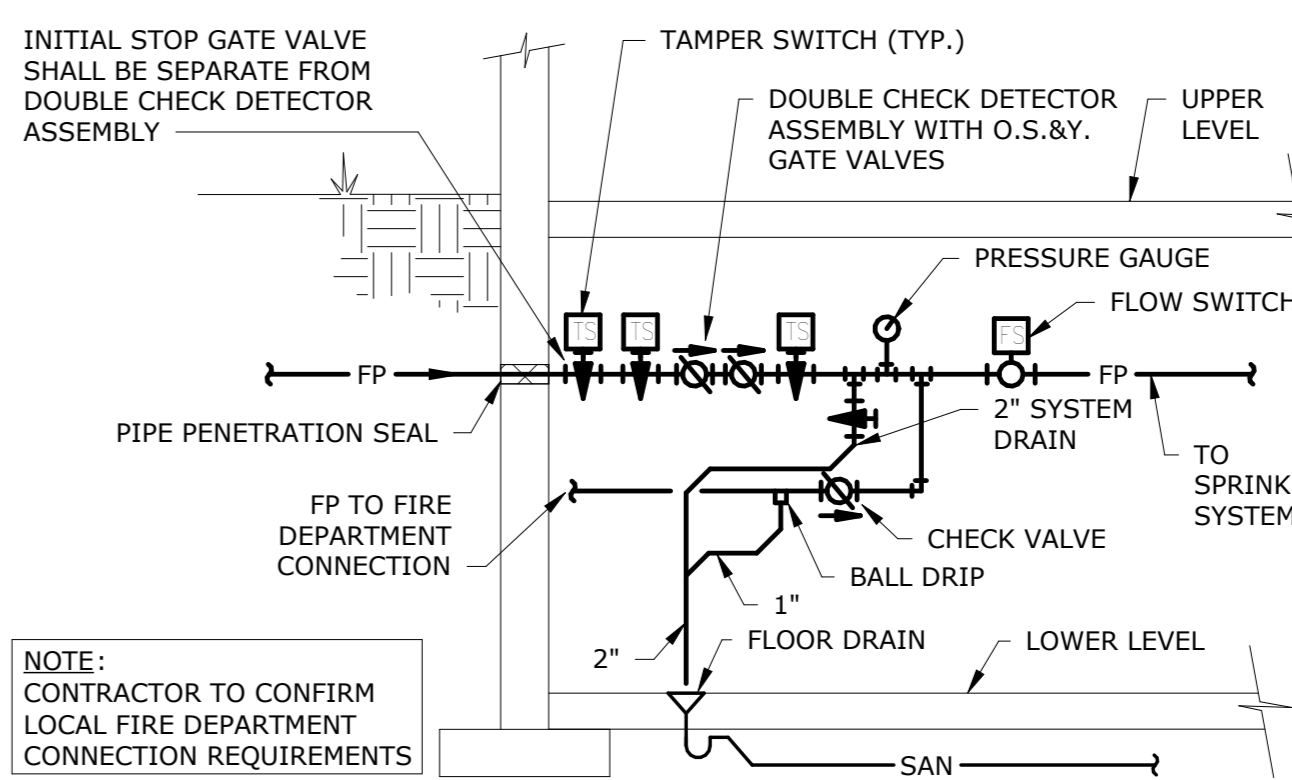 INITIAL STOP GATE VALVE
SHALL BE SEPARATE FROM
DOUBLE CHECK DETECTOR
ASSEMBLY
TAMPER SWITCH (TYP.)
DOUBLE CHECK DETECTOR
ASSEMBLY WITH O.S.&Y.
GATE VALVES
UPPER
LEVEL
PRESSURE GAUGE
FLOW SWITCH
TS
TS
TS
FS
FP
FP
PIPE PENETRATION SEAL
2" SYSTEM
DRAIN
TO
SPRINK
SYSTEM
FP TO FIRE
DEPARTMENT
CONNECTION
CHECK VALVE
BALL DRIP
1"
2"
FLOOR DRAIN
LOWER LEVEL
NOTE:
CONTRACTOR TO CONFIRM
LOCAL FIRE DEPARTMENT
CONNECTION REQUIREMENTS
SAN